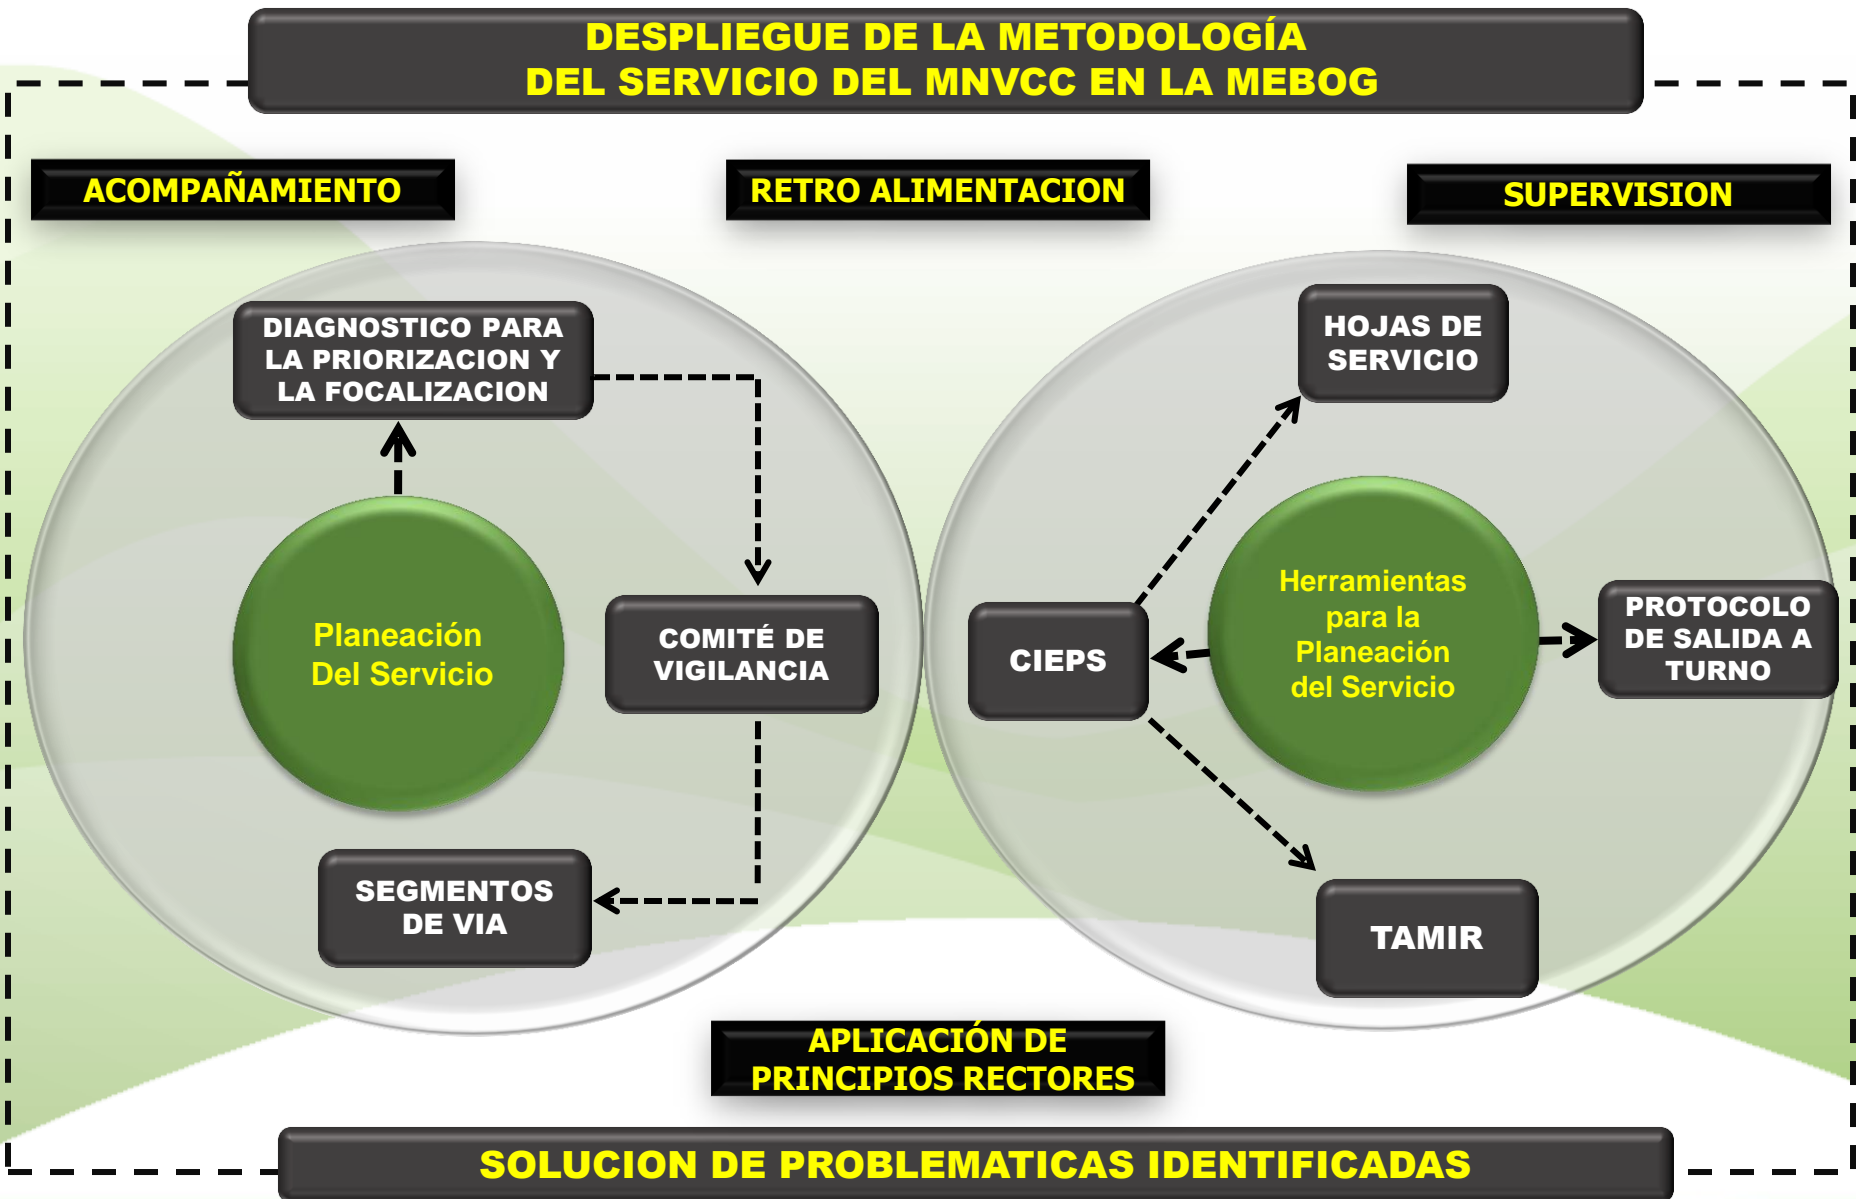 DESPLIEGUE DE LA METODOLOGÍA
DEL SERVICIO DEL MNVCC EN LA MEBOG
ACOMPAÑAMIENTO
RETRO ALIMENTACION
SUPERVISION
DIAGNOSTICO PARA
LA PRIORIZACION Y
LA FOCALIZACION
Planeación
Del Servicio
COMITÉ DE
VIGILANCIA
SEGMENTOS
DE VIA
HOJAS DE
SERVICIO
Herramientas
para la
Planeación
del Servicio
CIEPS
PROTOCOLO
DE SALIDA A
TURNO
TAMIR
APLICACIÓN DE
PRINCIPIOS RECTORES
SOLUCION DE PROBLEMATICAS IDENTIFICADAS